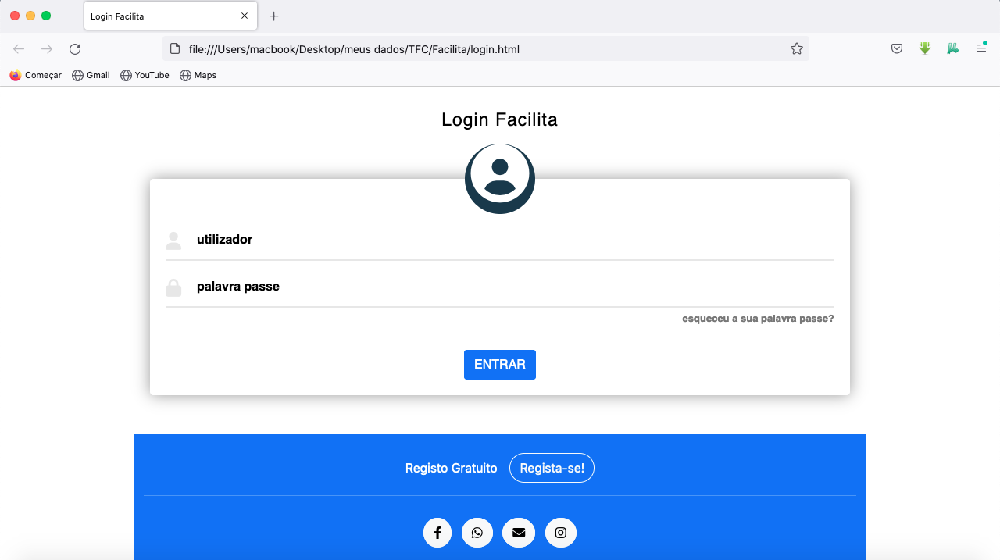 Login Facilita
file:///Users/macbook/Desktop/meus dados/TFC/Facilita/login.html
Começar Gmail YouTube Maps
Login Facilita
utilizador
palavra passe
esqueceu a sua palavra passe?
ENTRAR
Registo Gratuito Regista-se!